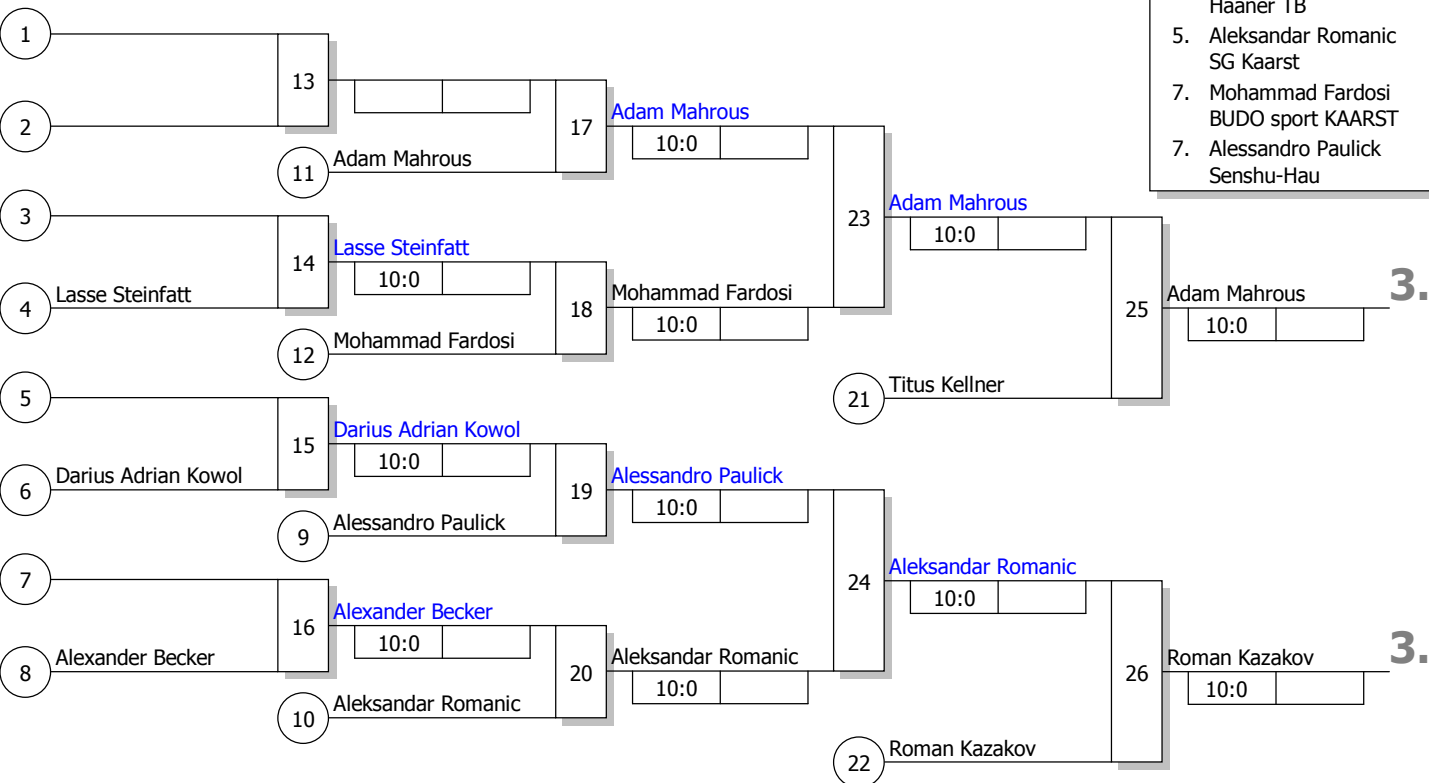 Haaner TB
5. Aleksandar Romanic
SG Kaarst
7. Mohammad Fardosi
BUDO sport KAARST
7. Alessandro Paulick
Senshu-Hau
1
13
2
17
Adam Mahrous
10:0
11
Adam Mahrous
3
23
Adam Mahrous
10:0
14
Lasse Steinfatt
10:0
4
Lasse Steinfatt
18
Mohammad Fardosi
10:0
12
Mohammad Fardosi
25
Adam Mahrous
10:0
3.
5
21
Titus Kellner
15
Darius Adrian Kowol
10:0
6
Darius Adrian Kowol
19
Alessandro Paulick
10:0
9
Alessandro Paulick
7
24
Aleksandar Romanic
10:0
16
Alexander Becker
10:0
8
Alexander Becker
20
Aleksandar Romanic
10:0
10
Aleksandar Romanic
26
Roman Kazakov
10:0
3.
22
Roman Kazakov